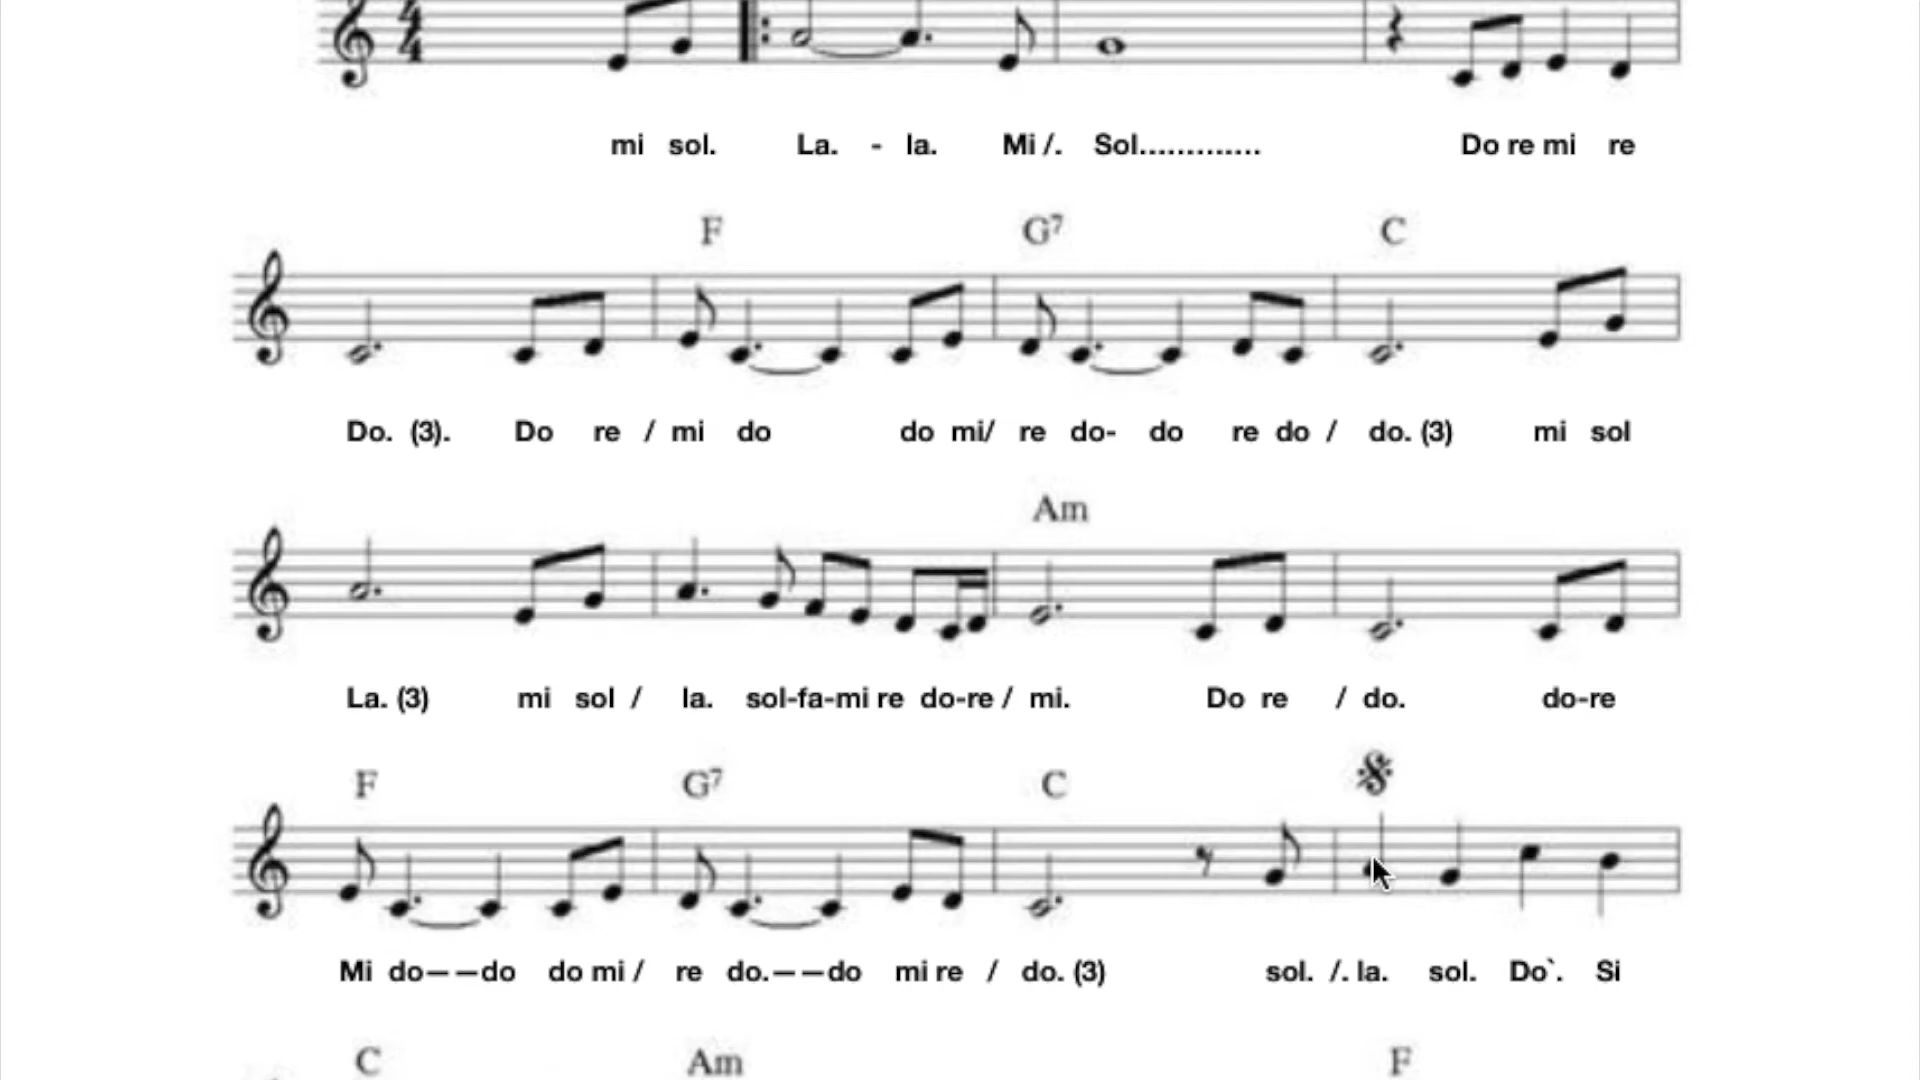 4
4
mi sol. La. - la. Mi /. Sol............. Do re mi re
F G7 C
Do. (3). Do re / mi do do mi/ re do- do re do / do. (3) mi sol
Am
La. (3) mi sol / la. sol-fa-mi re do-re / mi. Do re / do. do-re
F G7 C
Mi do——do do mi / re do.——do mi re / do. (3) sol. /. la. sol. Do`. Si
C Am F